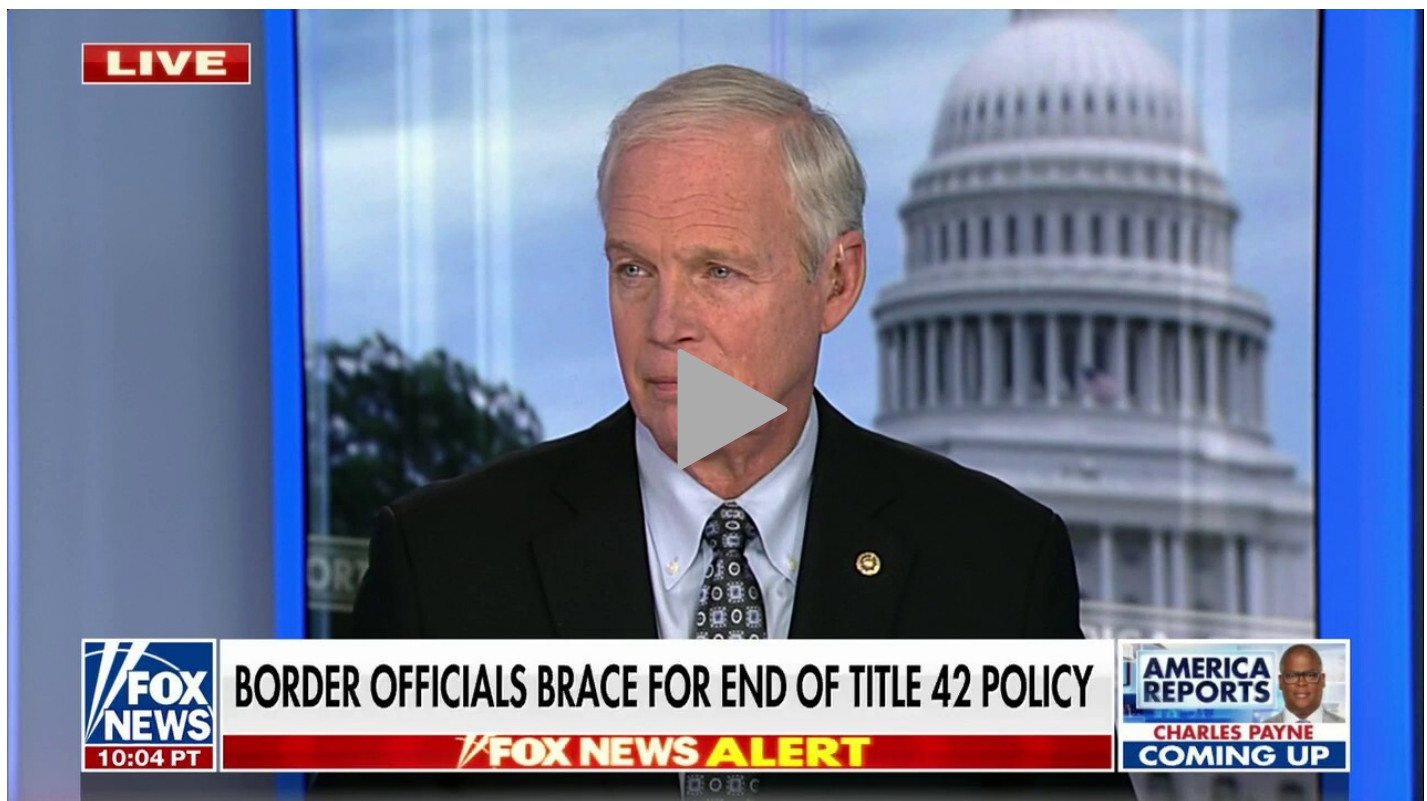 LIVE
ORT
BORDER OFFICIALS BRACE FOR END OF TITLE 42 POLICY
FOX
NEWS
10:04 PT
FOX NEWS ALERT
AMERICA
REPORTS
CHARLES PAYNE
COMING UP